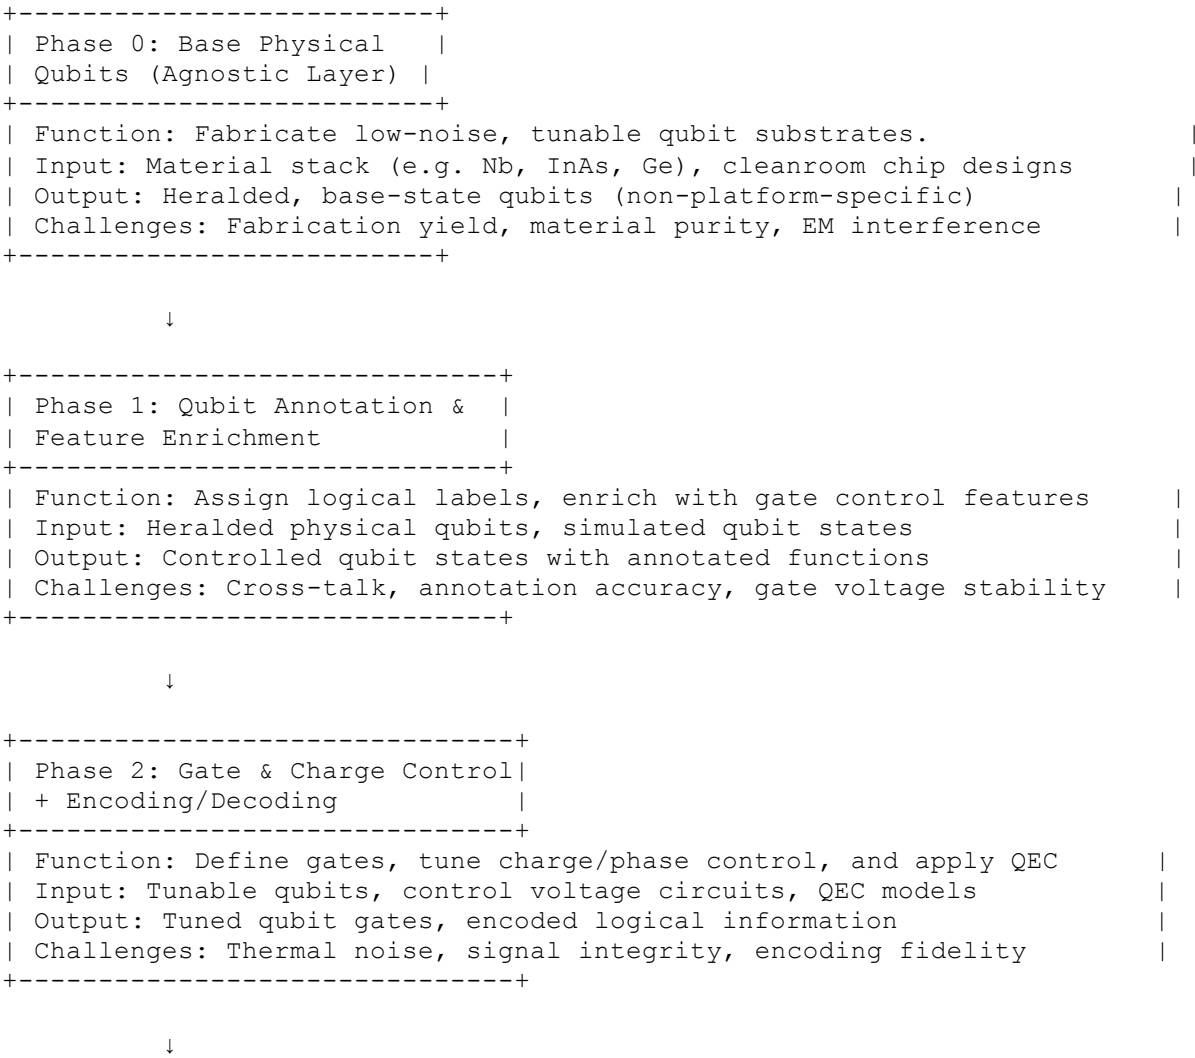 +--------------------------+
| Phase 0: Base Physical   |
| Qubits (Agnostic Layer) |
+--------------------------+
| Function: Fabricate low-noise, tunable qubit substrates.                |
| Input: Material stack (e.g. Nb, InAs, Ge), cleanroom chip designs       |
| Output: Heralded, base-state qubits (non-platform-specific)            |
| Challenges: Fabrication yield, material purity, EM interference        |
+--------------------------+
↓
+------------------------------+
| Phase 1: Qubit Annotation &  |
| Feature Enrichment           |
+------------------------------+
| Function: Assign logical labels, enrich with gate control features     |
| Input: Heralded physical qubits, simulated qubit states                |
| Output: Controlled qubit states with annotated functions               |
| Challenges: Cross-talk, annotation accuracy, gate voltage stability    |
+------------------------------+
↓
+-------------------------------+
| Phase 2: Gate & Charge Control|
| + Encoding/Decoding           |
+-------------------------------+
| Function: Define gates, tune charge/phase control, and apply QEC      |
| Input: Tunable qubits, control voltage circuits, QEC models           |
| Output: Tuned qubit gates, encoded logical information                |
| Challenges: Thermal noise, signal integrity, encoding fidelity        |
+-------------------------------+
↓